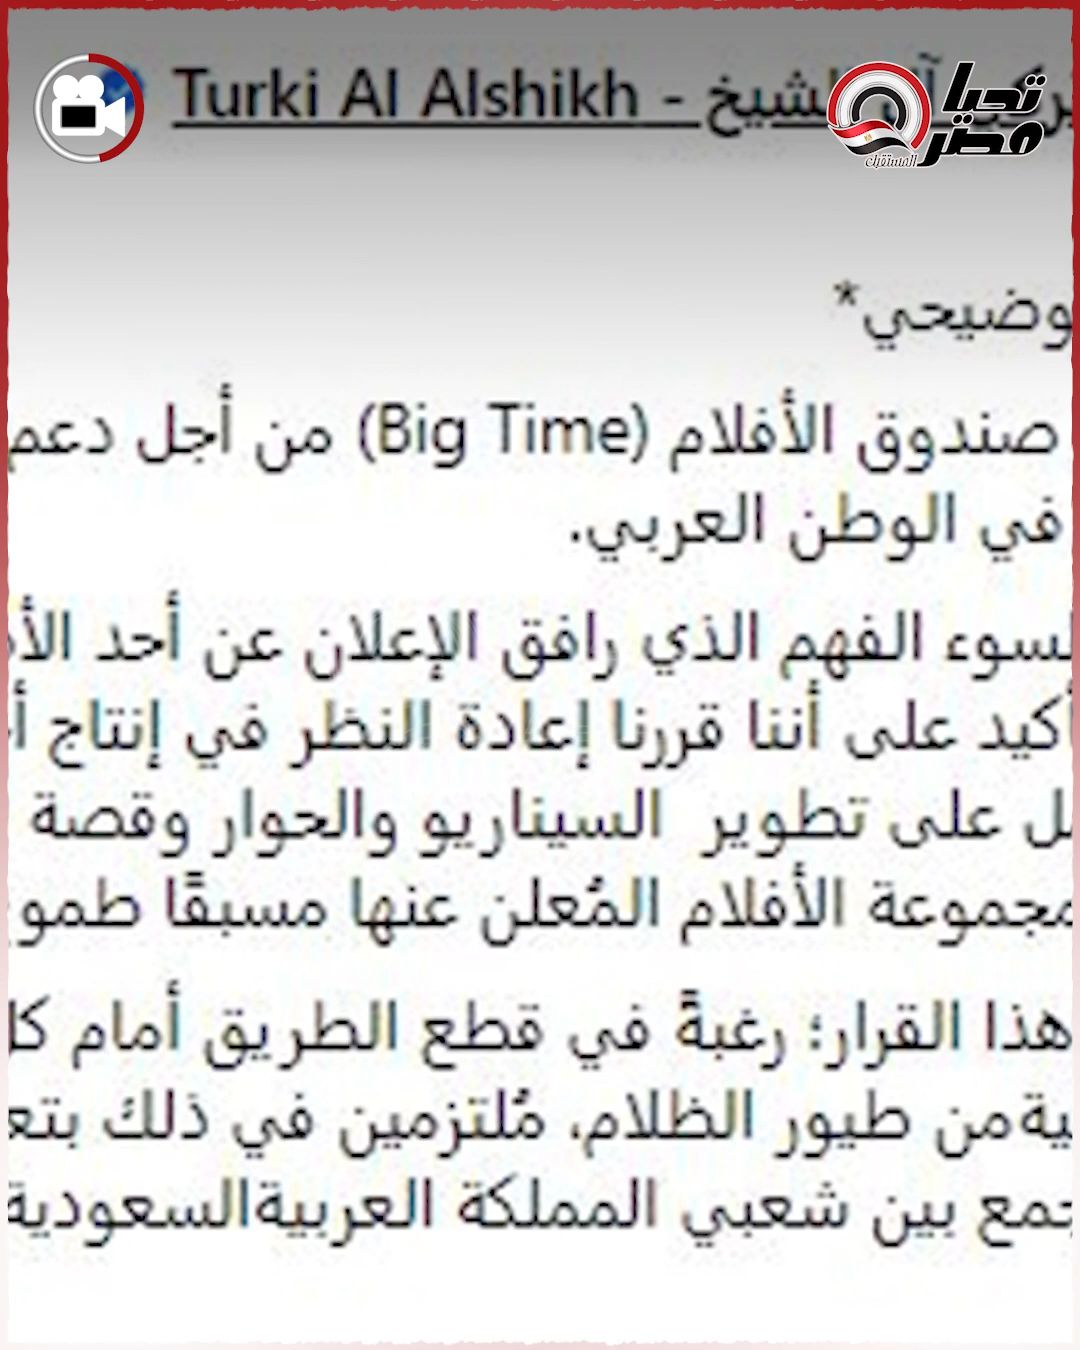 Turki Al Alshikh - الشيخ
تحيا
مصر
المستقبل
وضيحي*
صندوق الأفلام (Big Time) من أجل دعم
في الوطن العربي.
لسوء الفهم الذي رافق الإعلان عن أحد الأ
أكيد على أننا قررنا إعادة النظر في إنتاج أ
ل على تطوير السيناريو والحوار وقصة
مجموعة الأفلام المُعلن عنها مسبقًا طمو
هذا القرار؛ رغبةً في قطع الطريق أمام كا
ية من طيور الظلام، مُلتزمين في ذلك بتع
جمع بين شعبي المملكة العربيةالسعودية